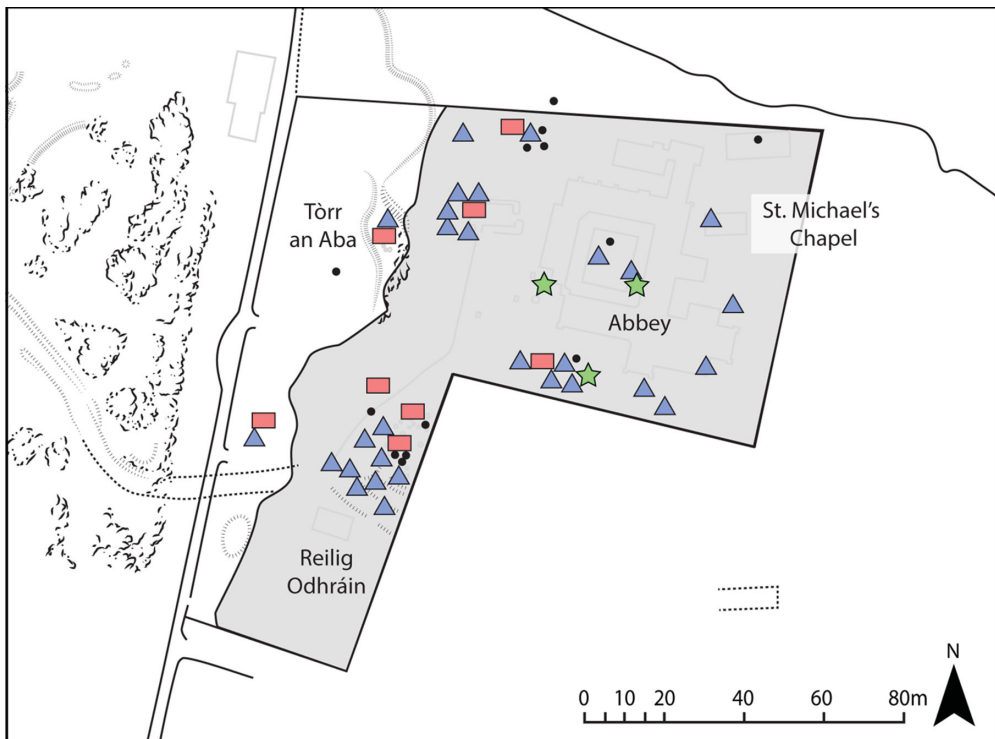 Tòrr
an Aba
St. Michael's
Chapel
Abbey
Reilig
Odhráin
N
0 10 20 40 60 80m